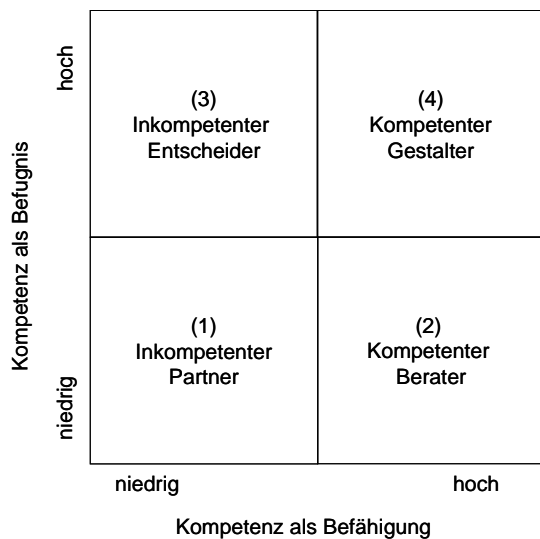 hoch
(3)
Inkompetenter
Entscheider
(4)
Kompetenter
Gestalter
Kompetenz als Befugnis
(1)
Inkompetenter
Partner
(2)
Kompetenter
Berater
niedrig
niedrig
hoch
Kompetenz als Befähigung